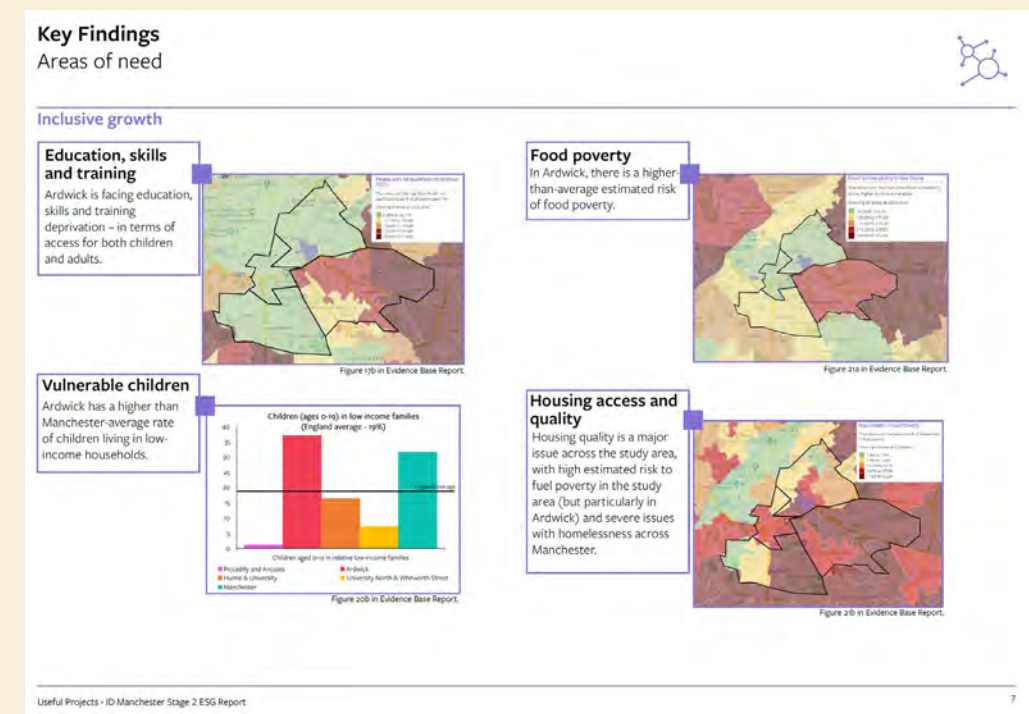 Key Findings
Areas of need
Inclusive growth
Education, skills
and training
Ardwick is facing education,
skills and training
deprivation – in terms of
access for both children
and adults.
Figure 17b in Evidence Base Report.
Vulnerable children
Ardwick has a higher than
Manchester-average rate
of children living in low-
income households.
Children (ages 0-19) in low income families
(England average - 19%)
40
35
30
25
20
15
10
5
0
Children aged 0-19 in relative low-income families
Piccadilly and Ancoats
Ardwick
Hulme & University
University North & Whitworth Street
Manchester
Figure 20b in Evidence Base Report.
Food poverty
In Ardwick, there is a higher-
than-average estimated risk
of food poverty.
Figure 21a in Evidence Base Report.
Housing access and
quality
Housing quality is a major
issue across the study area,
with high estimated risk to
fuel poverty in the study
area (but particularly in
Ardwick) and severe issues
with homelessness across
Manchester.
Figure 21b in Evidence Base Report.
Useful Projects - ID Manchester Stage 2 ESG Report
7